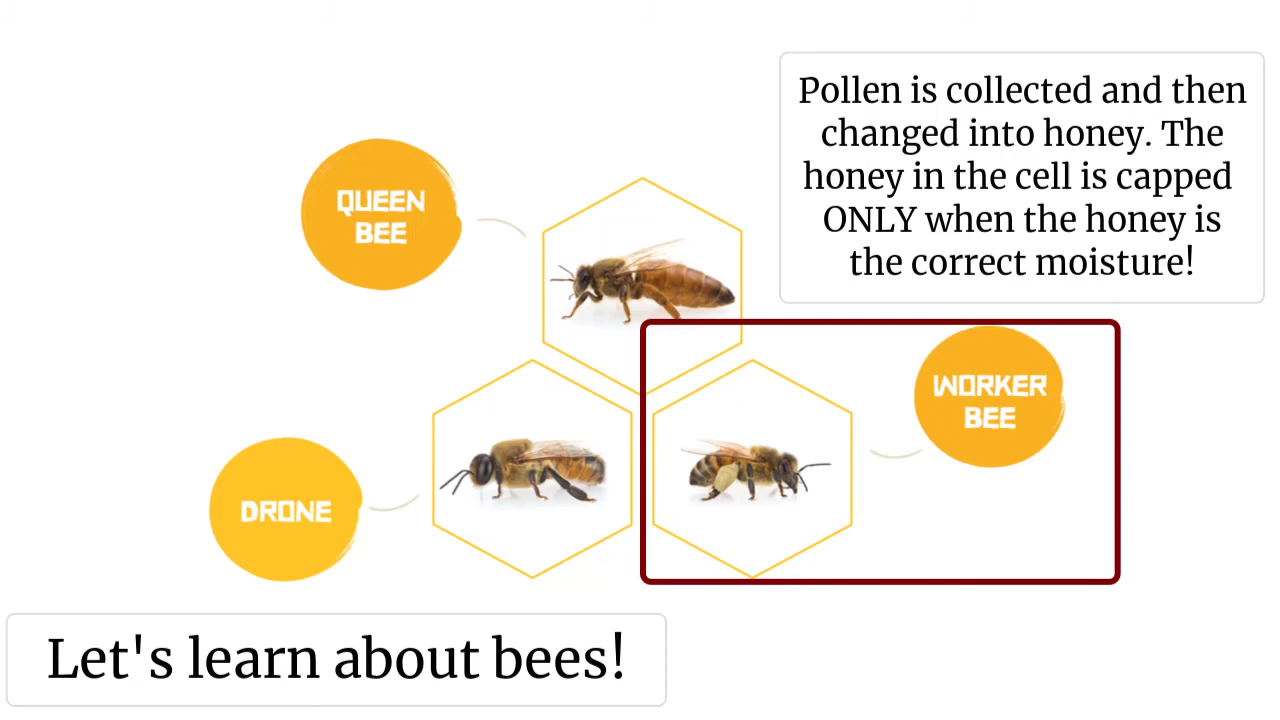 Pollen is collected and then
changed into honey. The
honey in the cell is capped
ONLY when the honey is
the correct moisture!
QUEEN
BEE
WORKER
BEE
DRONE
Let's learn about bees!